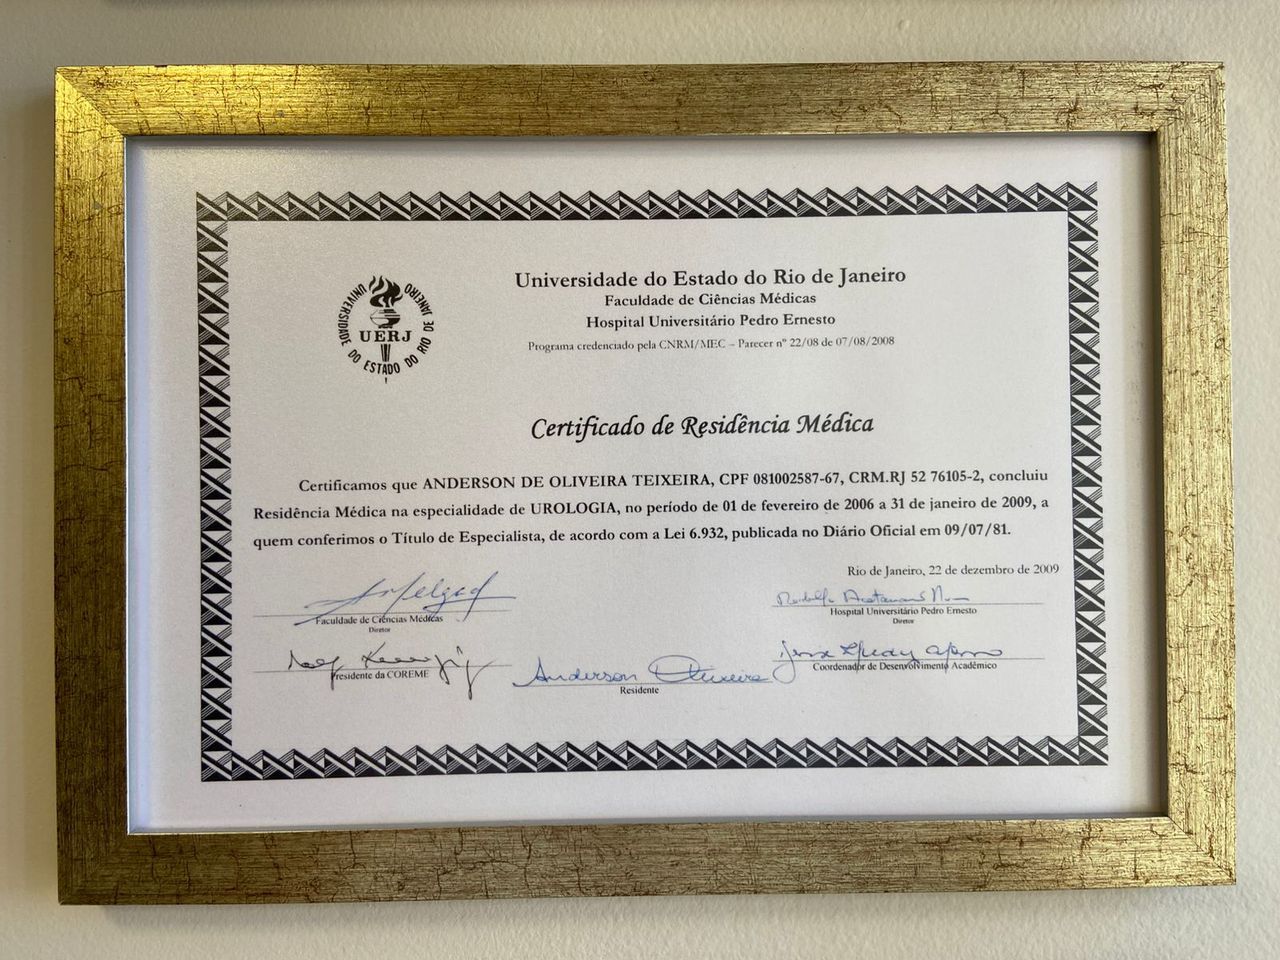 Universidade do Estado do Rio de Janeiro
Faculdade de Ciências Médicas
Hospital Universitário Pedro Ernesto
Programa credenciado pela CNRM/MEC – Parecer nº 22/08 de 07/08/2008
UNIVERSIDADE DO ESTADO DO RIO DE JANEIRO
UERJ
Certificado de Residência Médica
Certificamos que ANDERSON DE OLIVEIRA TEIXEIRA, CPF 081002587-67, CRM.RJ 52 76105-2, concluiu
Residência Médica na especialidade de UROLOGIA, no período de 01 de fevereiro de 2006 a 31 de janeiro de 2009, a
quem conferimos o Título de Especialista, de acordo com a Lei 6.932, publicada no Diário Oficial em 09/07/81.
Rio de Janeiro, 22 de dezembro de 2009
Faculdade de Ciências Médicas
Diretor
Hospital Universitário Pedro Ernesto
Diretor
Presidente da COREME
Anderson Oliveira
Residente
Coordenador de Desenvolvimento Acadêmico